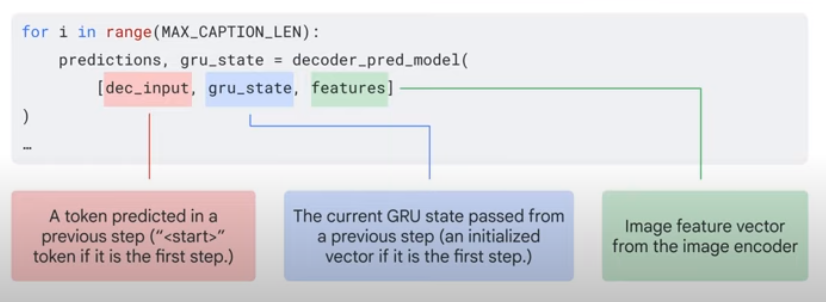 for i in range(MAX_CAPTION_LEN):
predictions, gru_state = decoder_pred_model(
[dec_input, gru_state, features]
)
…
A token predicted in a
previous step (“<start>”
token if it is the first step.)
The current GRU state passed from
a previous step (an initialized
vector if it is the first step.)
Image feature vector
from the image encoder